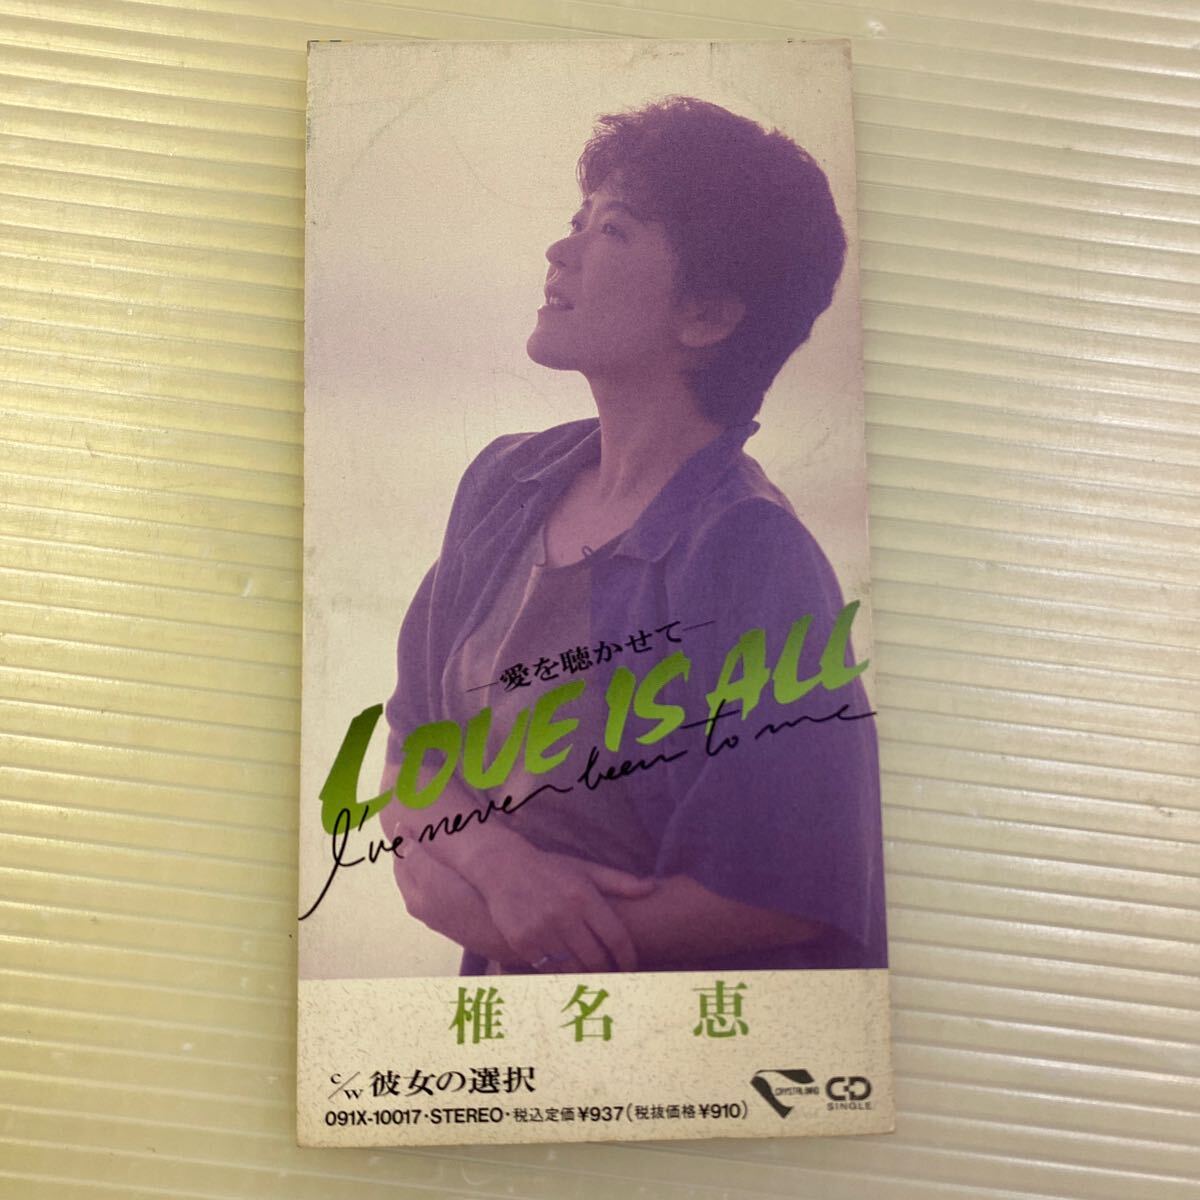 ―愛を聴かせて―
LOVE IS ALL
I've never been to me
椎名 恵
c/w 彼女の選択
091X-10017・STEREO・税込定価¥937(税抜価格¥910)
CD
SINGLE